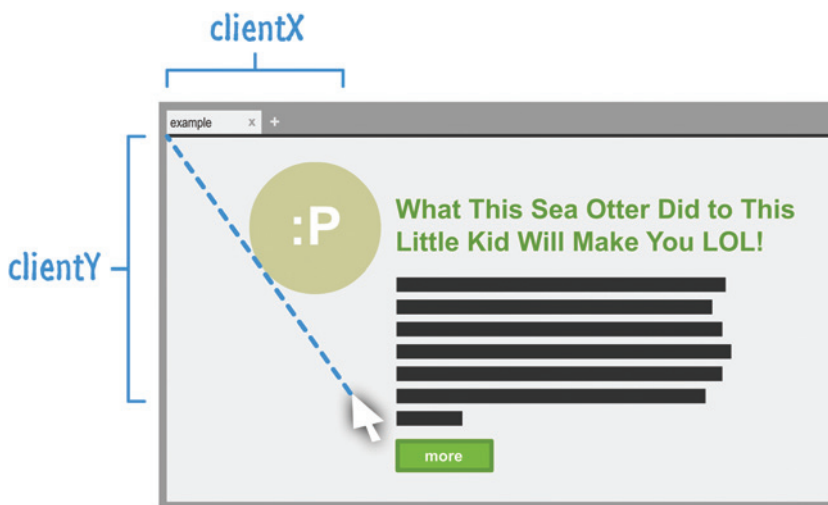 clientX
example x +
:P
What This Sea Otter Did to This
Little Kid Will Make You LOL!
clientY
more